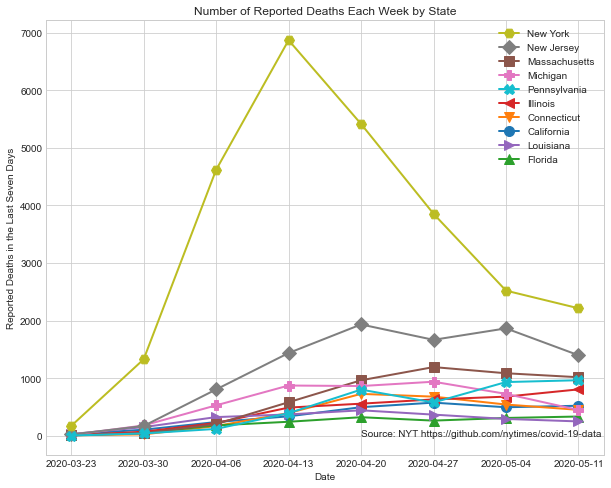 Number of Reported Deaths Each Week by State
7000
6000
5000
4000
3000
2000
1000
0
Reported Deaths in the Last Seven Days
New York
New Jersey
Massachusetts
Michigan
Pennsylvania
Illinois
Connecticut
California
Louisiana
Florida
Source: NYT https://github.com/nytimes/covid-19-data
2020-03-23 2020-03-30 2020-04-06 2020-04-13 2020-04-20 2020-04-27 2020-05-04 2020-05-11
Date